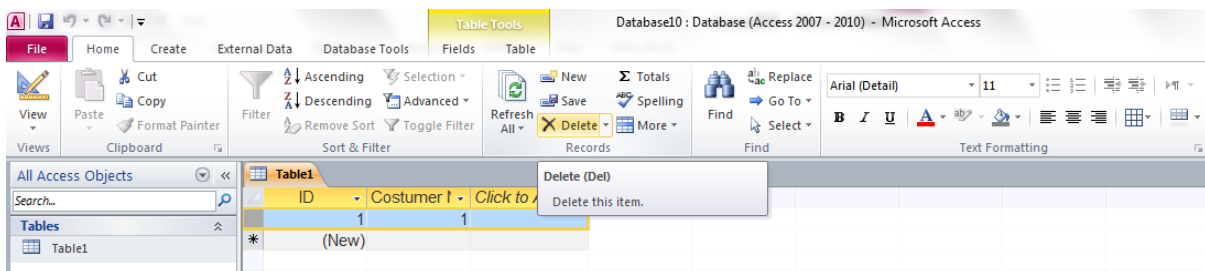 Table Tools
Database10 : Database (Access 2007 - 2010) - Microsoft Access
File Home Create External Data Database Tools Fields Table
View
Views
Paste
Cut
Copy
Format Painter
Clipboard
Filter
Ascending
Descending
Remove Sort
Selection
Advanced
Toggle Filter
Sort & Filter
Refresh
All
New
Save
Delete
Totals
Spelling
More
Records
Find
Replace
Go To
Select
Find
Arial (Detail) 11
B I U
Text Formatting
All Access Objects
Search...
Tables
Table1
Table1
ID Costumer Click to
1 1
(New)
Delete (Del)
Delete this item.